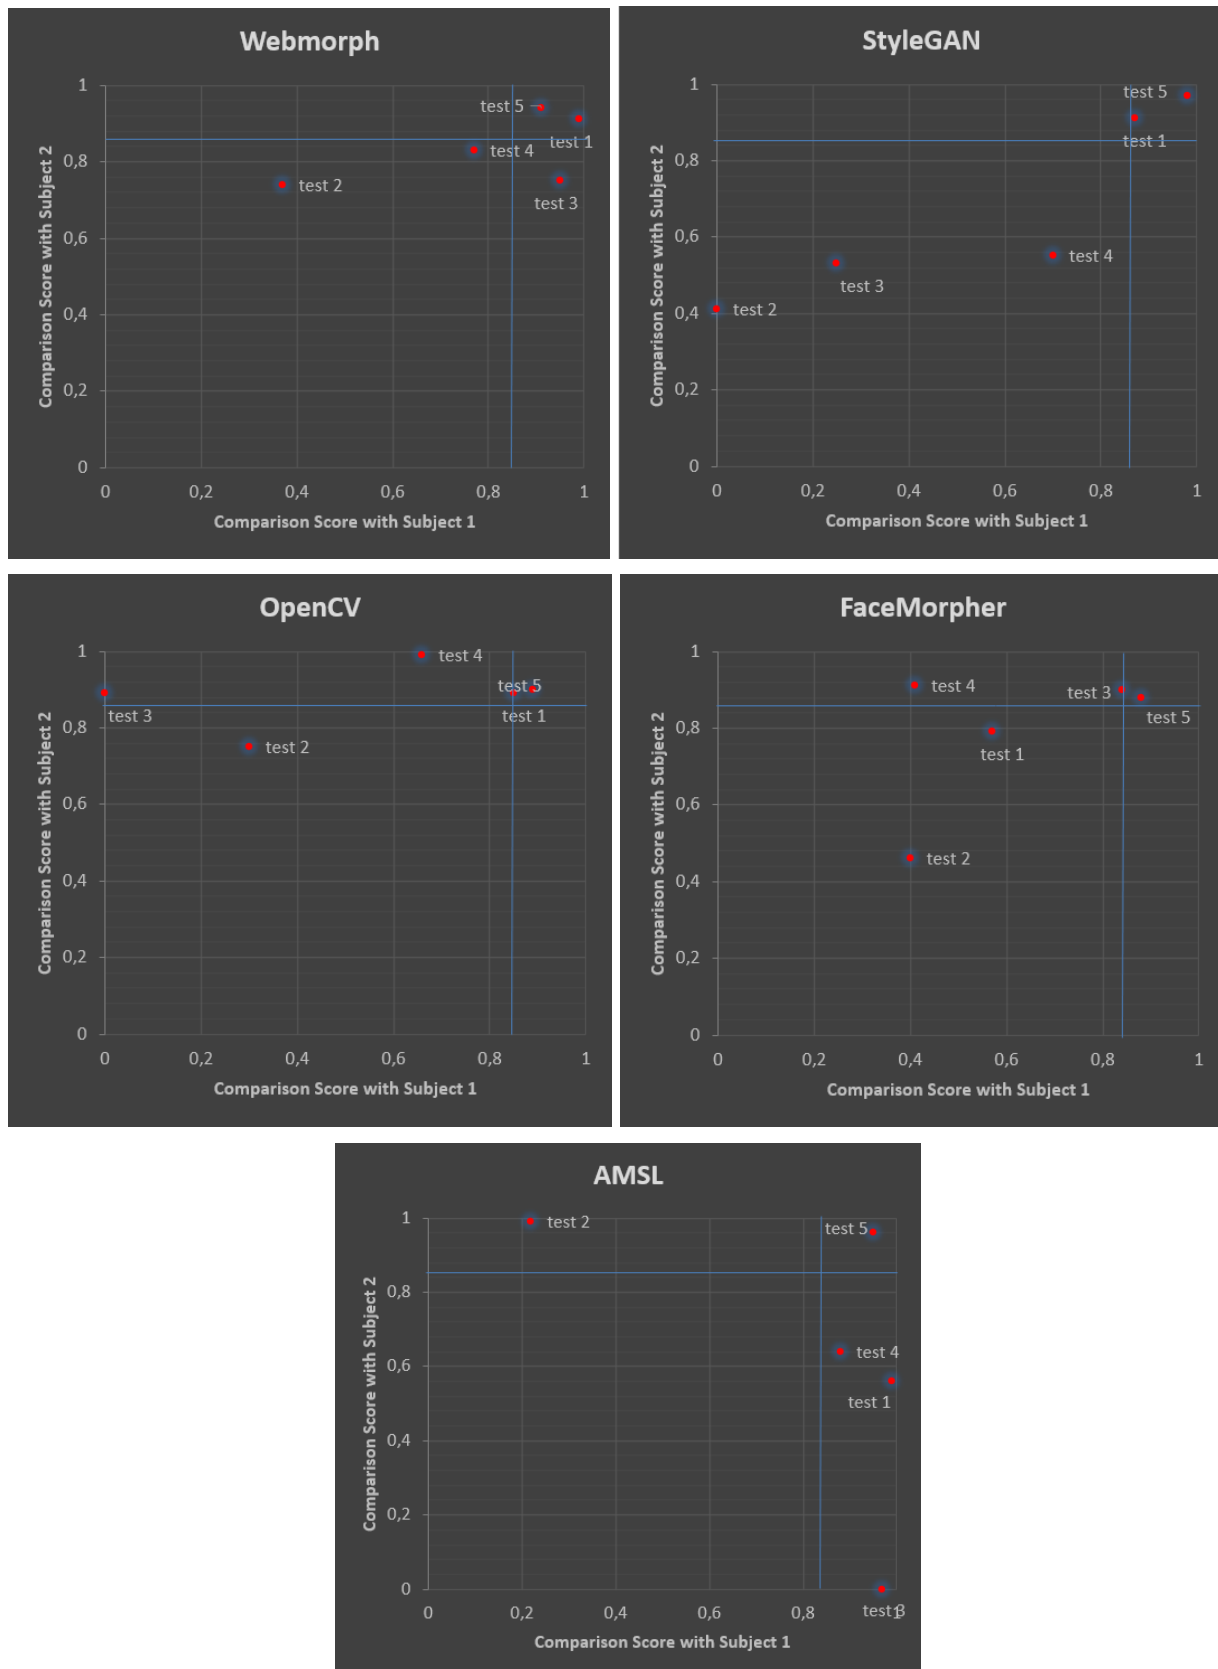 Webmorph
1
0,8
0,6
0,4
0,2
0
0
0,2
0,4
0,6
0,8
1
Comparison Score with Subject 2
Comparison Score with Subject 1
test 5
test 1
test 4
test 2
test 3
StyleGAN
1
0,8
0,6
0,4
0,2
0
0
0,2
0,4
0,6
0,8
1
Comparison Score with Subject 2
Comparison Score with Subject 1
test 5
test 1
test 4
test 3
test 2
OpenCV
1
0,8
0,6
0,4
0,2
0
0
0,2
0,4
0,6
0,8
1
Comparison Score with Subject 2
Comparison Score with Subject 1
test 4
test 5
test 3
test 1
test 2
FaceMorpher
1
0,8
0,6
0,4
0,2
0
0
0,2
0,4
0,6
0,8
1
Comparison Score with Subject 2
Comparison Score with Subject 1
test 4
test 3
test 5
test 1
test 2
AMSL
1
0,8
0,6
0,4
0,2
0
0
0,2
0,4
0,6
0,8
1
Comparison Score with Subject 2
Comparison Score with Subject 1
test 2
test 5
test 4
test 1
test 3